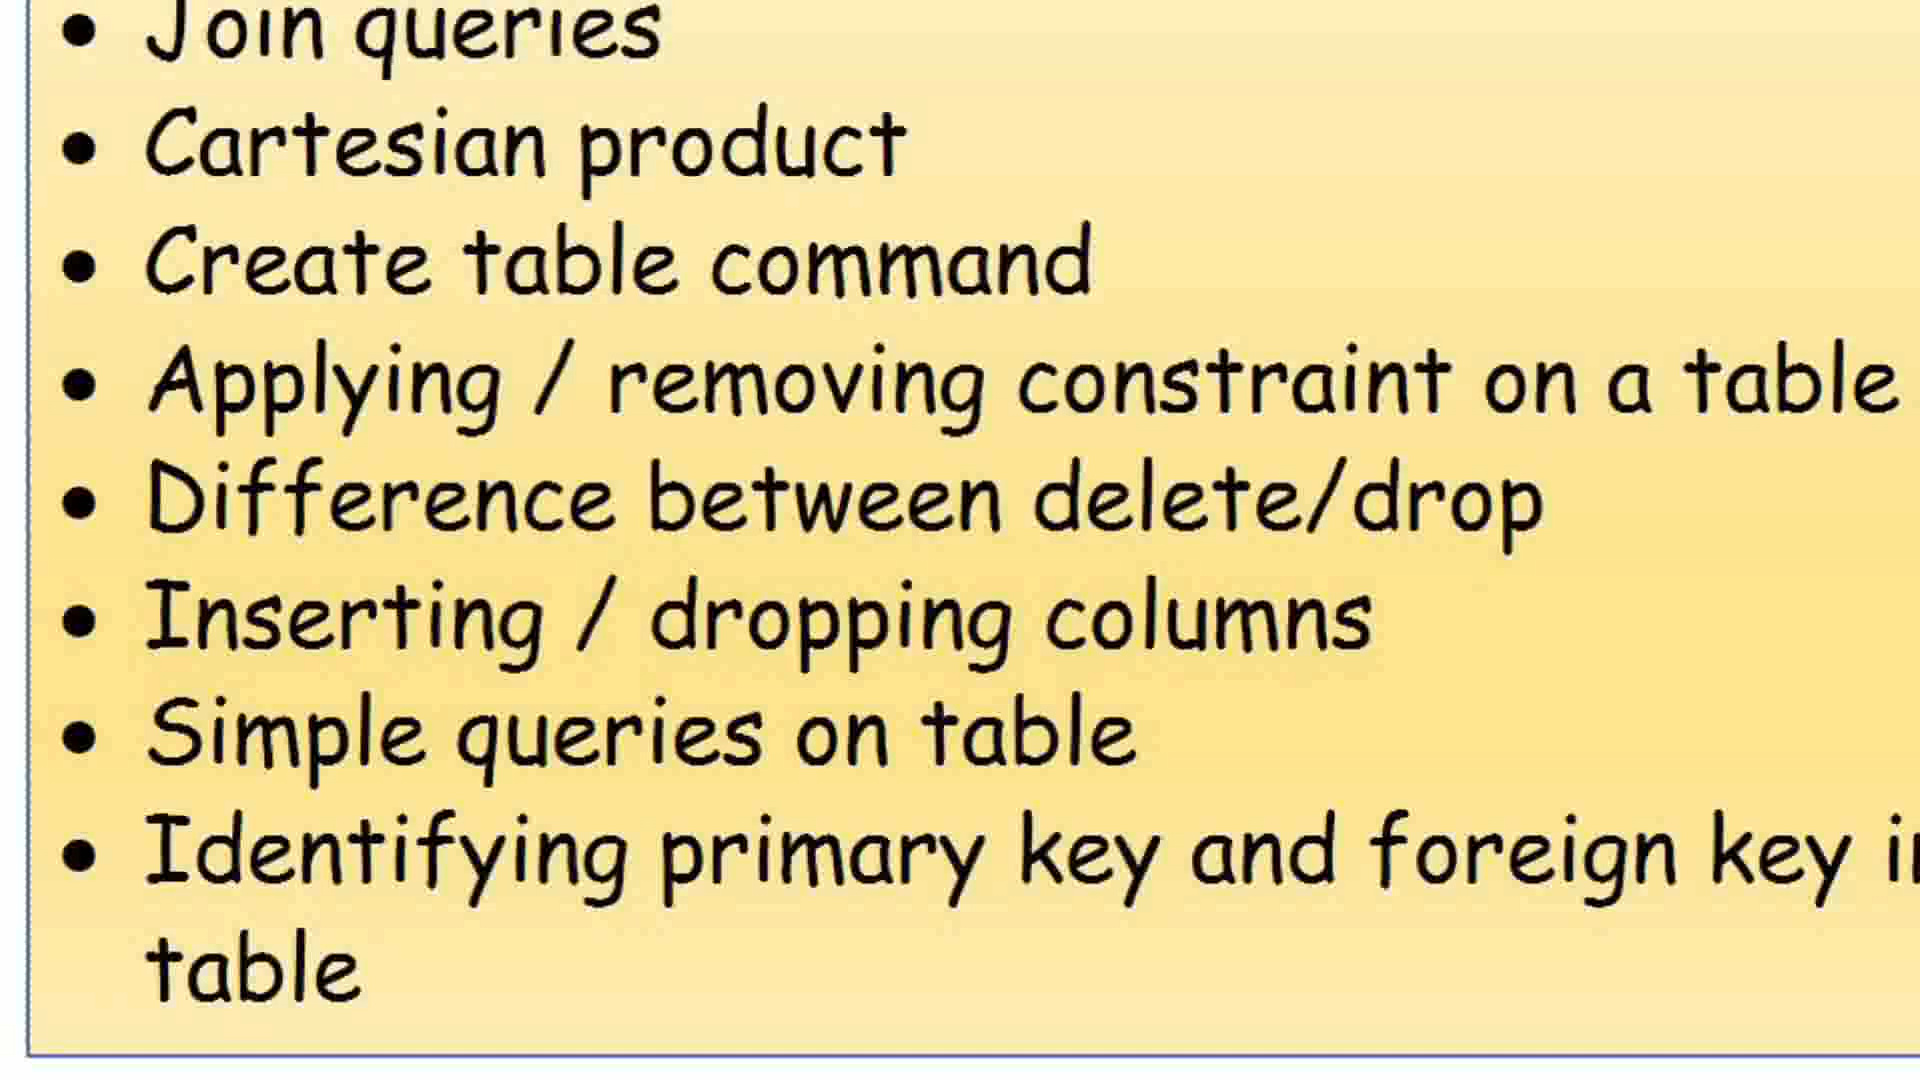 • Join queries
• Cartesian product
• Create table command
• Applying / removing constraint on a table
• Difference between delete/drop
• Inserting / dropping columns
• Simple queries on table
• Identifying primary key and foreign key
table